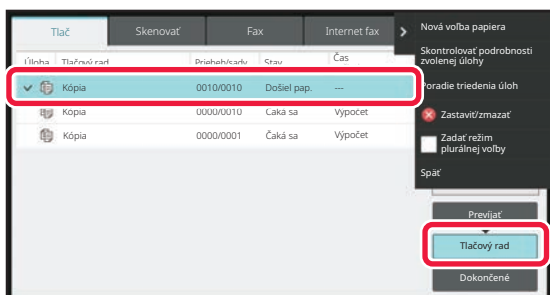 Tlač Skenovať Fax Internet fax
Úloha Tlačový rad Priebeh/sady Stav Čas
Kópia 0010/0010 Došiel pap. ---
Kópia 0000/0010 Čaká sa Výpočet
Kópia 0000/0001 Čaká sa Výpočet
Nová voľba papiera
Skontrolovať podrobnosti
zvolenej úlohy
Poradie triedenia úloh
Zastaviť/zmazať
Zadať režim
plurálnej voľby
Späť
Prevíjať
Tlačový rad
Dokončené